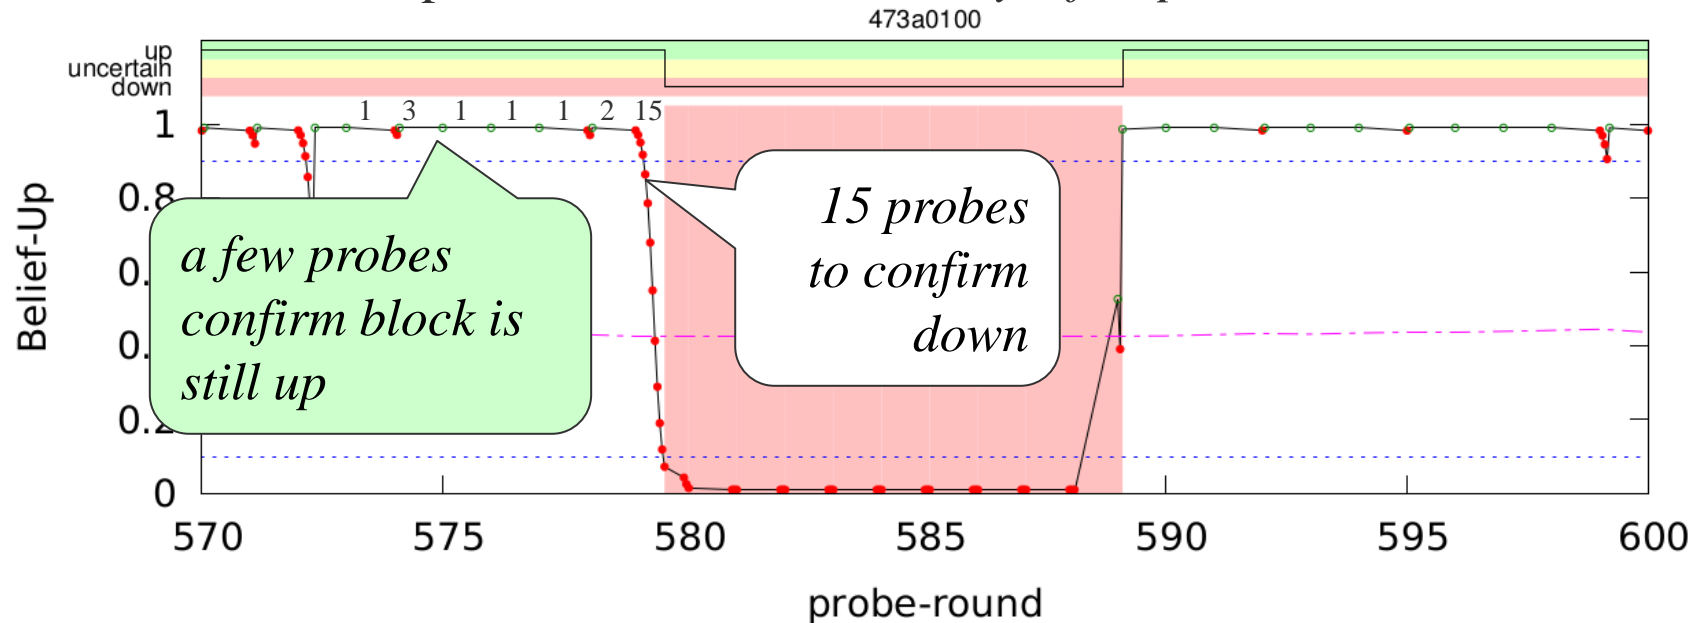 473a0100
up
uncertain
down
1 3 1 1 1 2 15
1
0.8
0.2
0
Belief-Up
a few probes
confirm block is
still up
15 probes
to confirm
down
570 575 580 585 590 595 600
probe-round